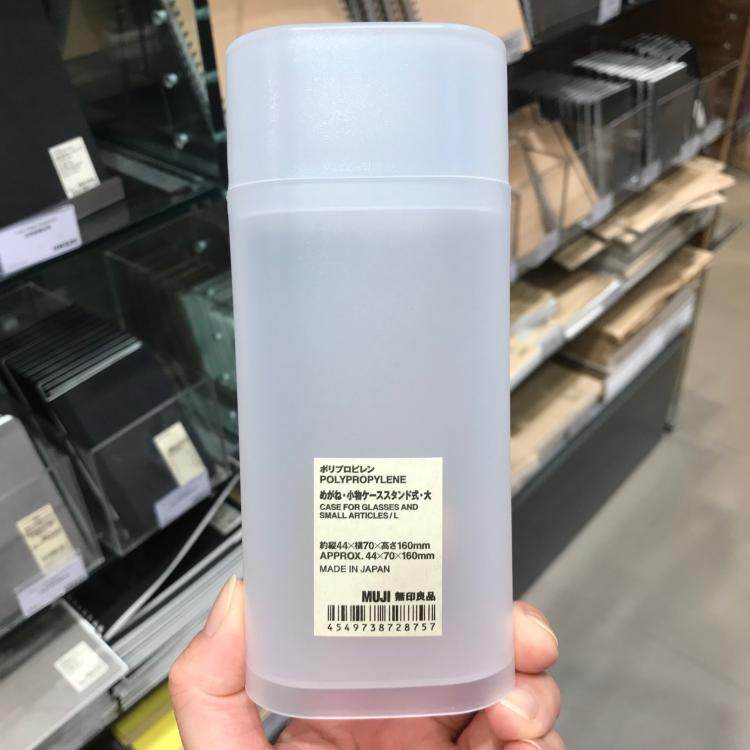 ポリプロピレン
POLYPROPYLENE
めがね・小物ケーススタンド式・大
CASE FOR GLASSES AND
SMALL ARTICLES/L
約縦44×横70×高さ160mm
APPROX. 44×70×160mm
MADE IN JAPAN
MUJI 無印良品
4549738728757